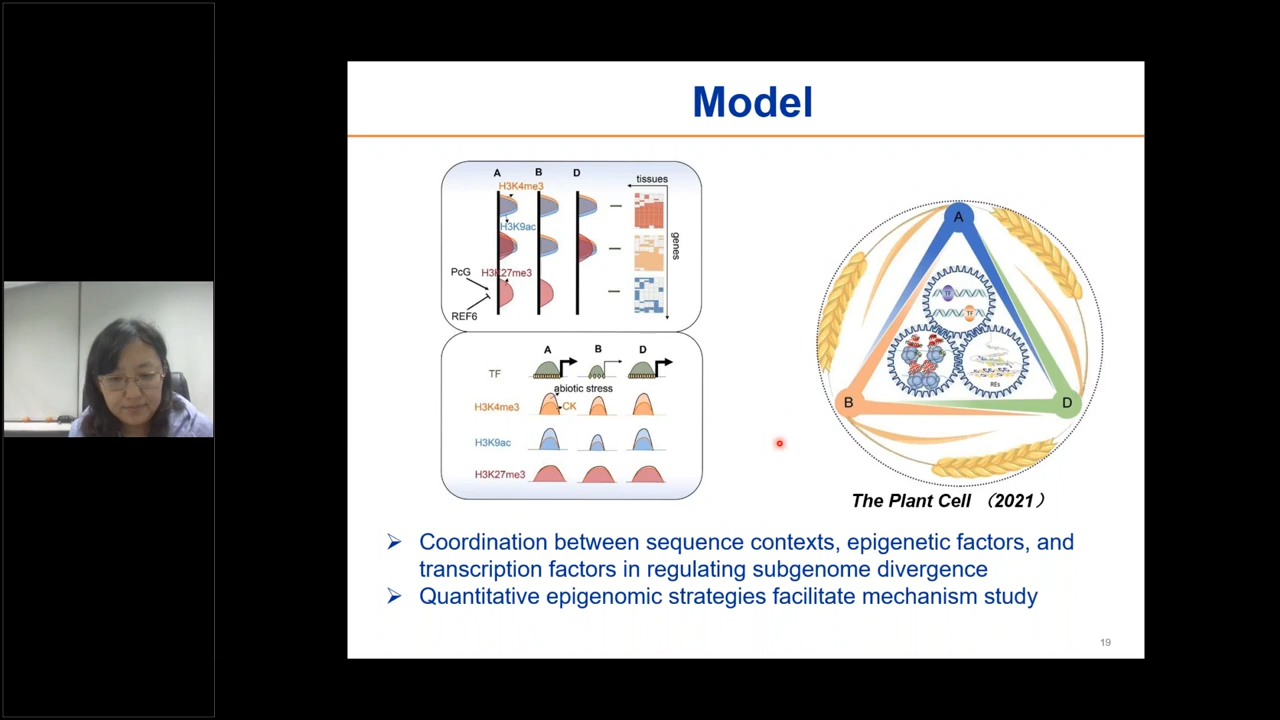 Model
A B D
H3K4me3
H3K9ac
H3K27me3
PcG
REF6
tissues
genes
A B D
TF
abiotic stress
H3K4me3
CK
H3K9ac
H3K27me3
A
TF
TF
REs
B
D
The Plant Cell （2021）
Coordination between sequence contexts, epigenetic factors, and
transcription factors in regulating subgenome divergence
Quantitative epigenomic strategies facilitate mechanism study
19